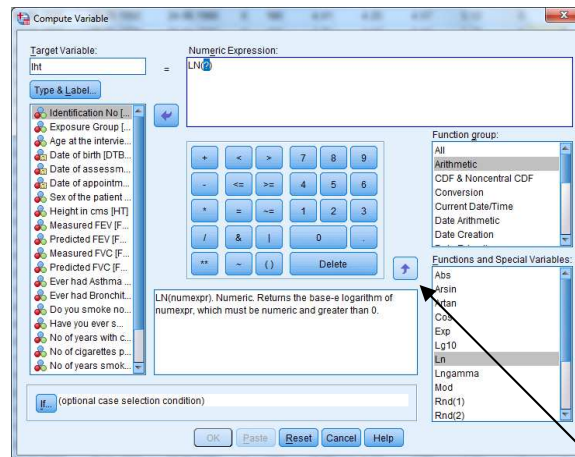 Compute Variable
Target Variable:
lht
=
Numeric Expression:
LN(?)
Type & Label...
Identification No [...
Exposure Group [...
Age at the intervie...
Date of birth [DTB...
Date of assessm...
Date of appointm...
Sex of the patient ...
Height in cms [HT]
Measured FEV [F...
Predicted FEV [F...
Measured FVC [F...
Predicted FVC [F...
Ever had Asthma ...
Ever had Bronchit...
Do you smoke no...
Have you ever s...
No of years with c...
No of cigarettes p...
No of years smok...
+ < > 7 8 9
- <= >= 4 5 6
* = ~= 1 2 3
/ & | 0 .
** ~ ( ) Delete
LN(numexpr). Numeric. Returns the base-e logarithm of
numexpr, which must be numeric and greater than 0.
Function group:
All
Arithmetic
CDF & Noncentral CDF
Conversion
Current Date/Time
Date Arithmetic
Date Creation
Functions and Special Variables:
Abs
Arsin
Artan
Cos
Exp
Lg10
Ln
Lngamma
Mod
Rnd(1)
Rnd(2)
If... (optional case selection condition)
OK Paste Reset Cancel Help